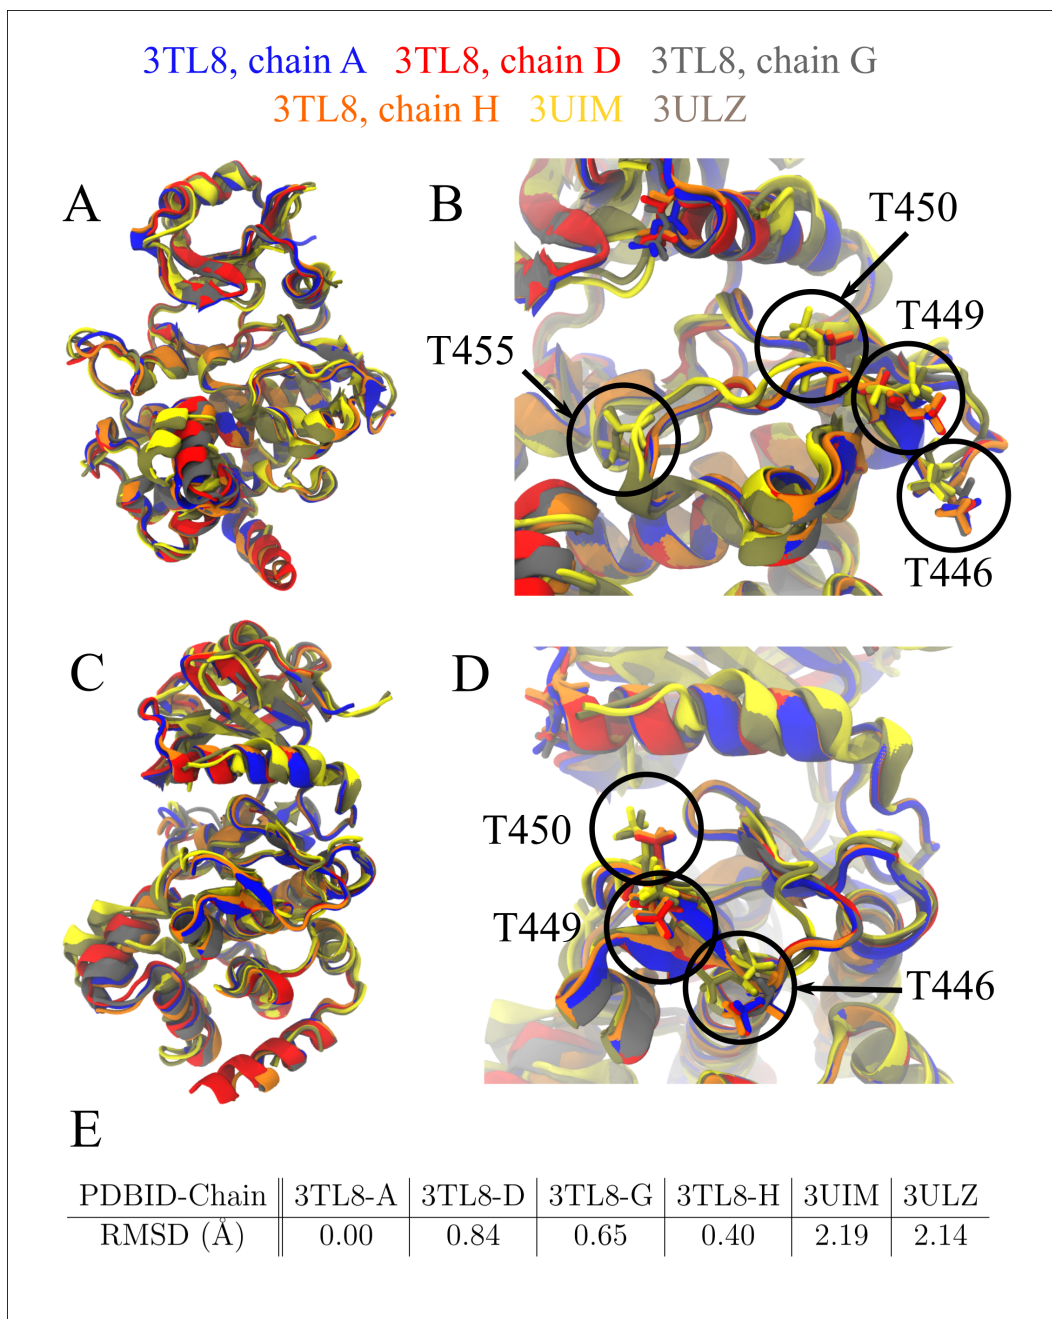 3TL8, chain A 3TL8, chain D 3TL8, chain G
3TL8, chain H 3UIM 3ULZ
A
B
T450
T449
T455
T446
C
D
T450
T449
T446
E
PDBID-Chain 3TL8-A 3TL8-D 3TL8-G 3TL8-H 3UIM 3ULZ
RMSD (Å) 0.00 0.84 0.65 0.40 2.19 2.14